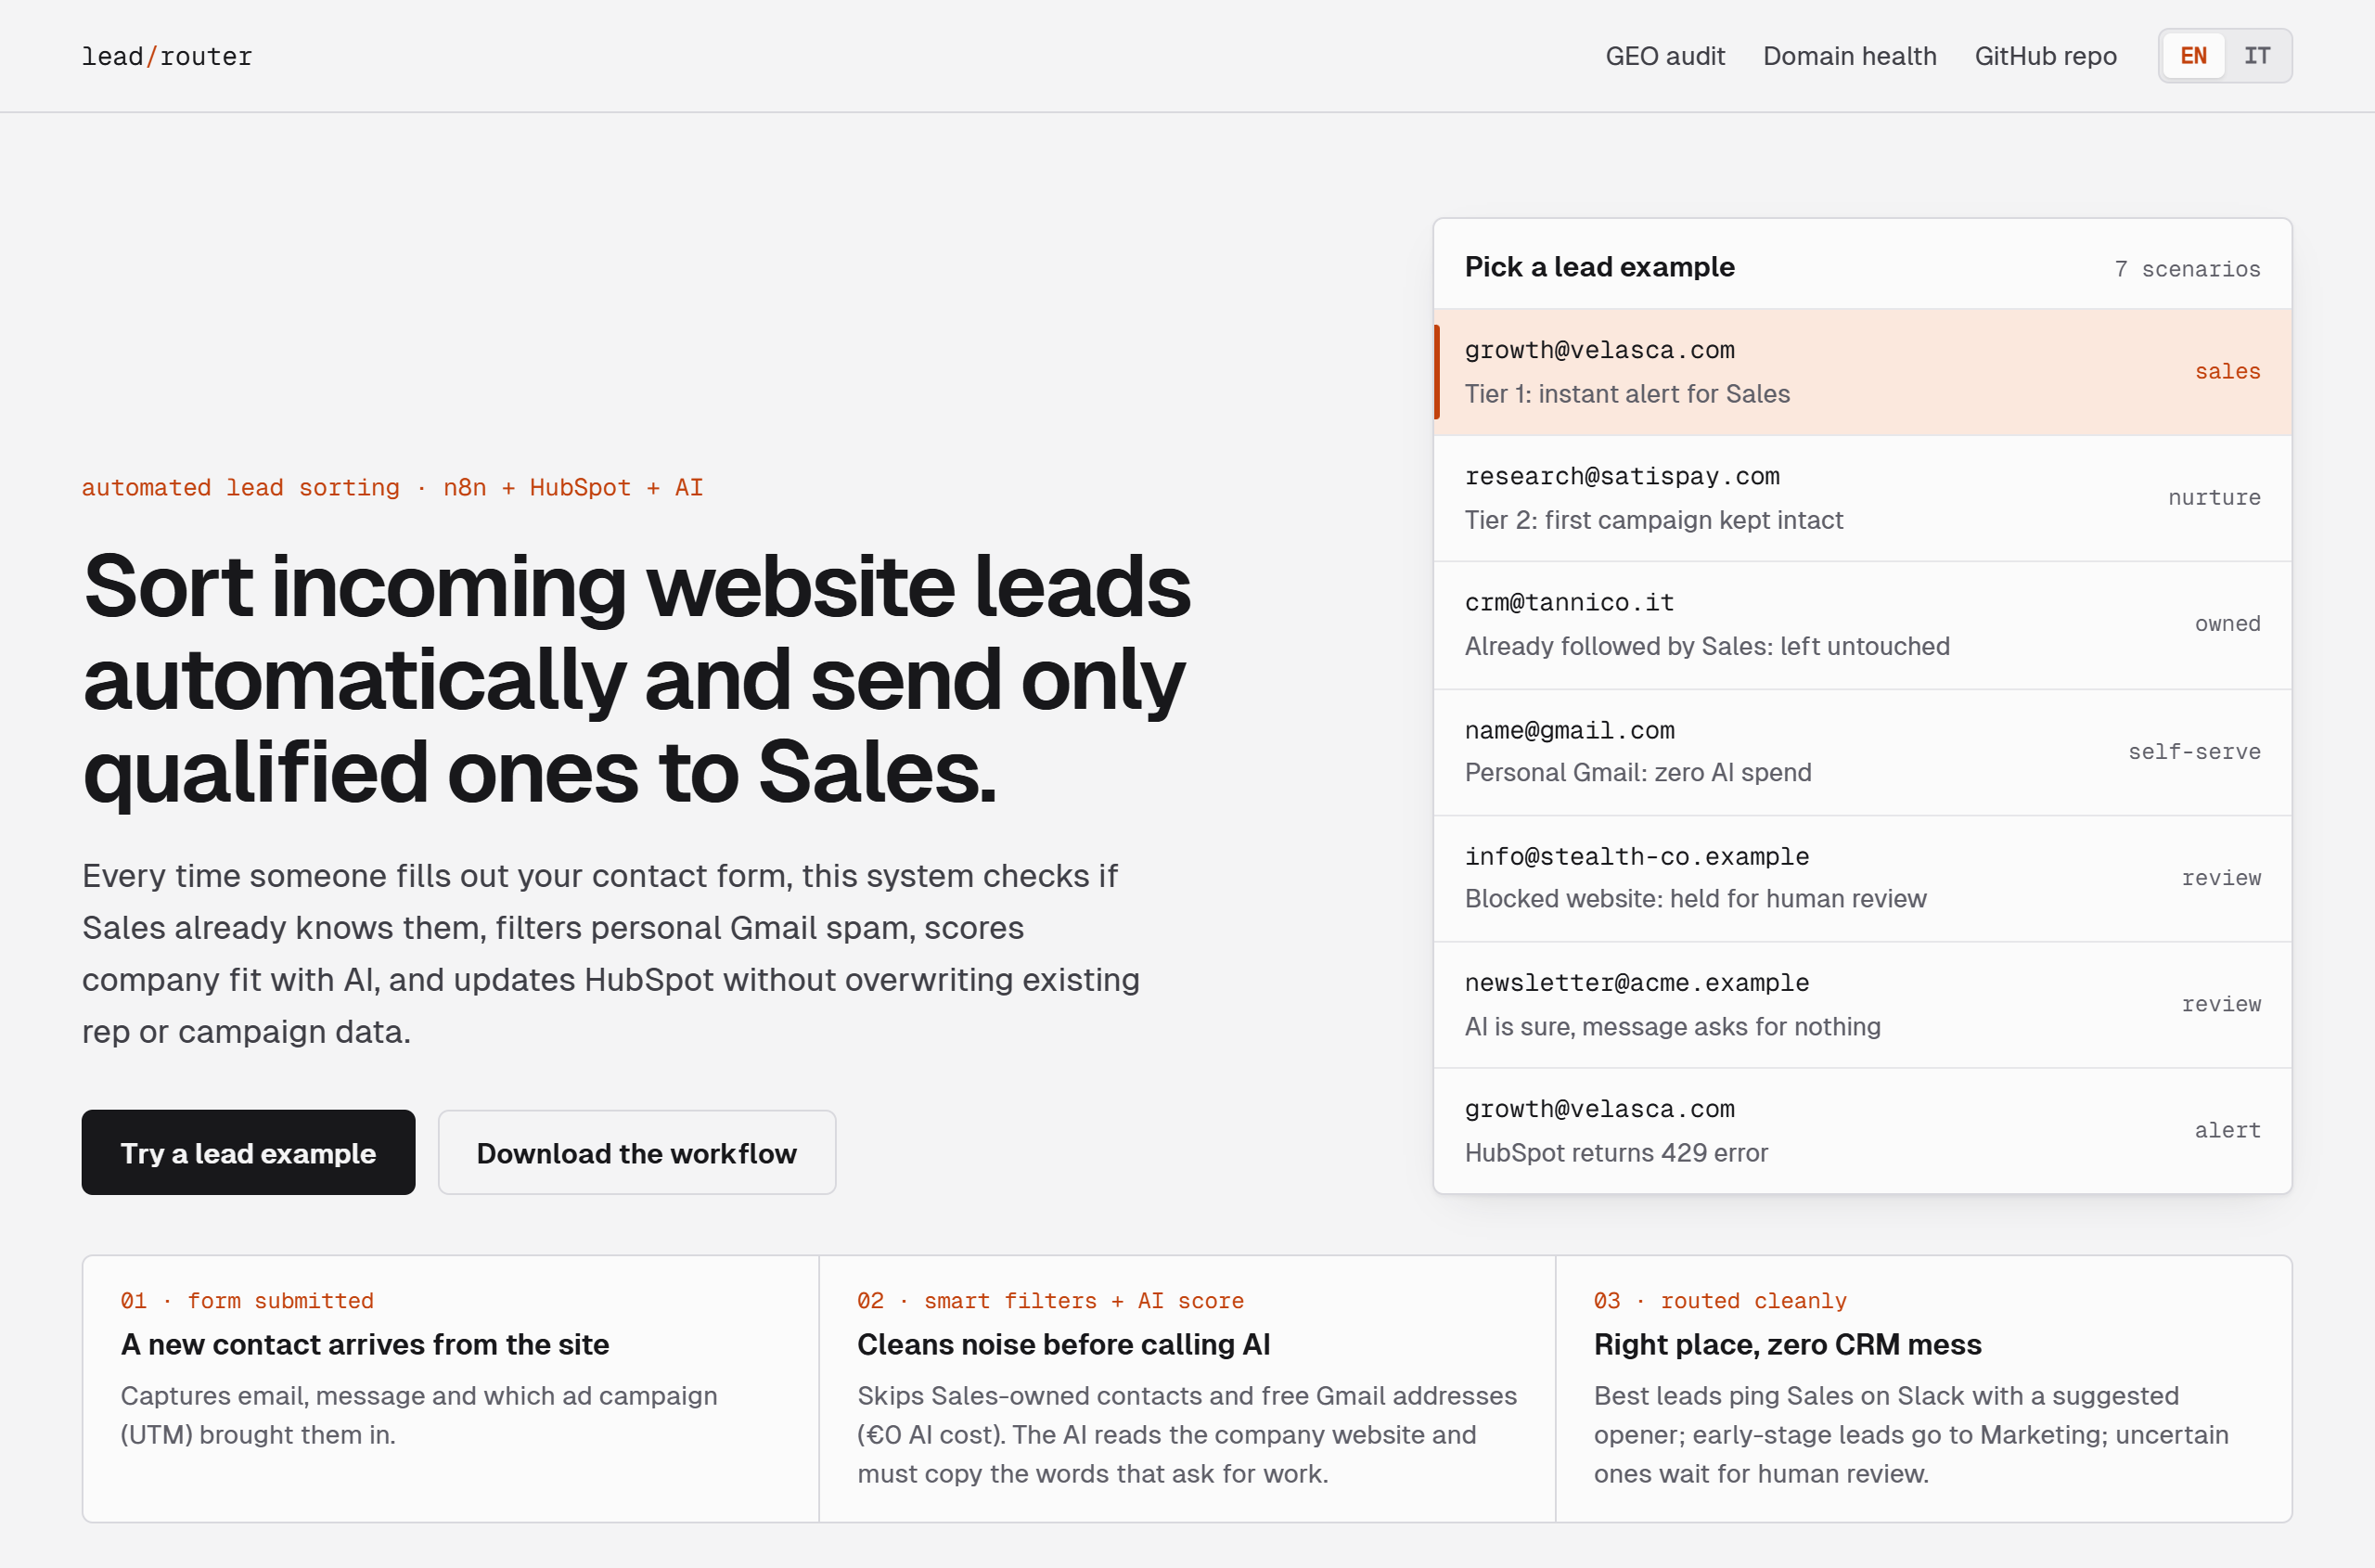 lead/router
GEO audit
Domain health
GitHub repo
EN
IT
automated lead sorting · n8n + HubSpot + AI
Sort incoming website leads
automatically and send only
qualified ones to Sales.
Every time someone fills out your contact form, this system checks if
Sales already knows them, filters personal Gmail spam, scores
company fit with AI, and updates HubSpot without overwriting existing
rep or campaign data.
Try a lead example
Download the workflow
Pick a lead example
7 scenarios
growth@velasca.com
Tier 1: instant alert for Sales
sales
research@satispay.com
Tier 2: first campaign kept intact
nurture
crm@tannico.it
Already followed by Sales: left untouched
owned
name@gmail.com
Personal Gmail: zero AI spend
self-serve
info@stealth-co.example
Blocked website: held for human review
review
newsletter@acme.example
AI is sure, message asks for nothing
review
growth@velasca.com
HubSpot returns 429 error
alert
01 · form submitted
A new contact arrives from the site
Captures email, message and which ad campaign
(UTM) brought them in.
02 · smart filters + AI score
Cleans noise before calling AI
Skips Sales-owned contacts and free Gmail addresses
(€0 AI cost). The AI reads the company website and
must copy the words that ask for work.
03 · routed cleanly
Right place, zero CRM mess
Best leads ping Sales on Slack with a suggested
opener; early-stage leads go to Marketing; uncertain
ones wait for human review.